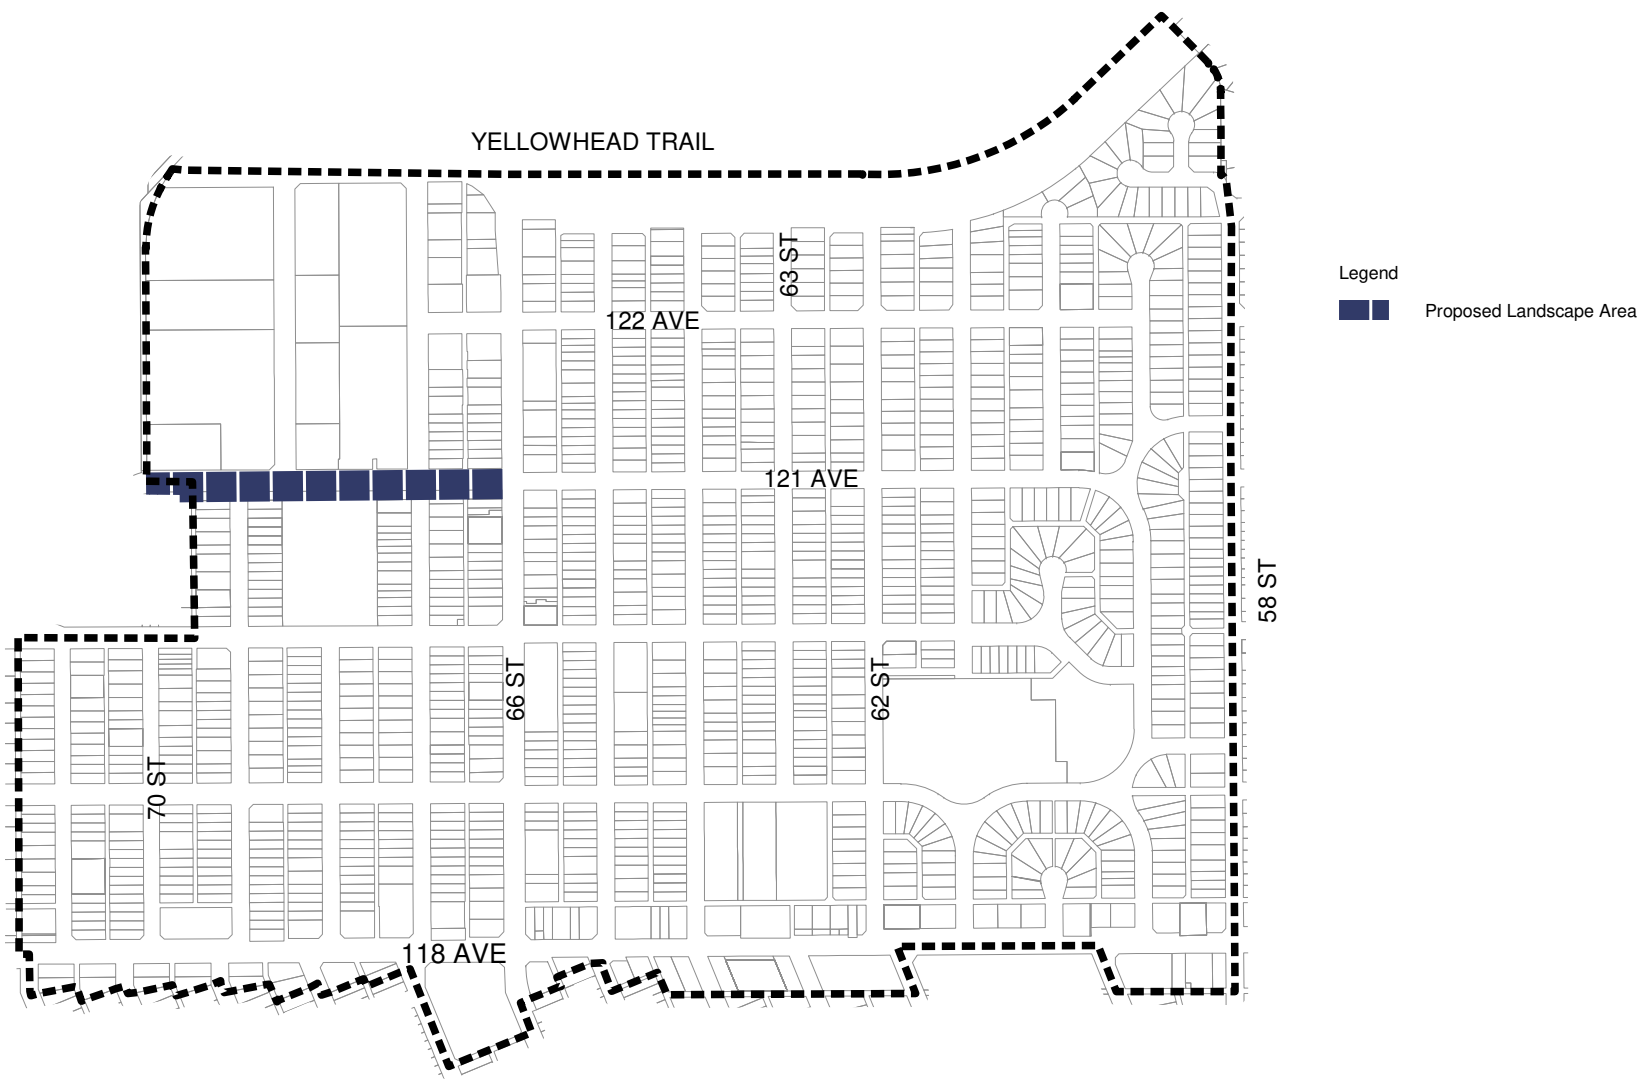 YELLOWHEAD TRAIL
63 ST
Legend
122 AVE
Proposed Landscape Area
121 AVE
58 ST
66 ST
62 ST
70 ST
118 AVE